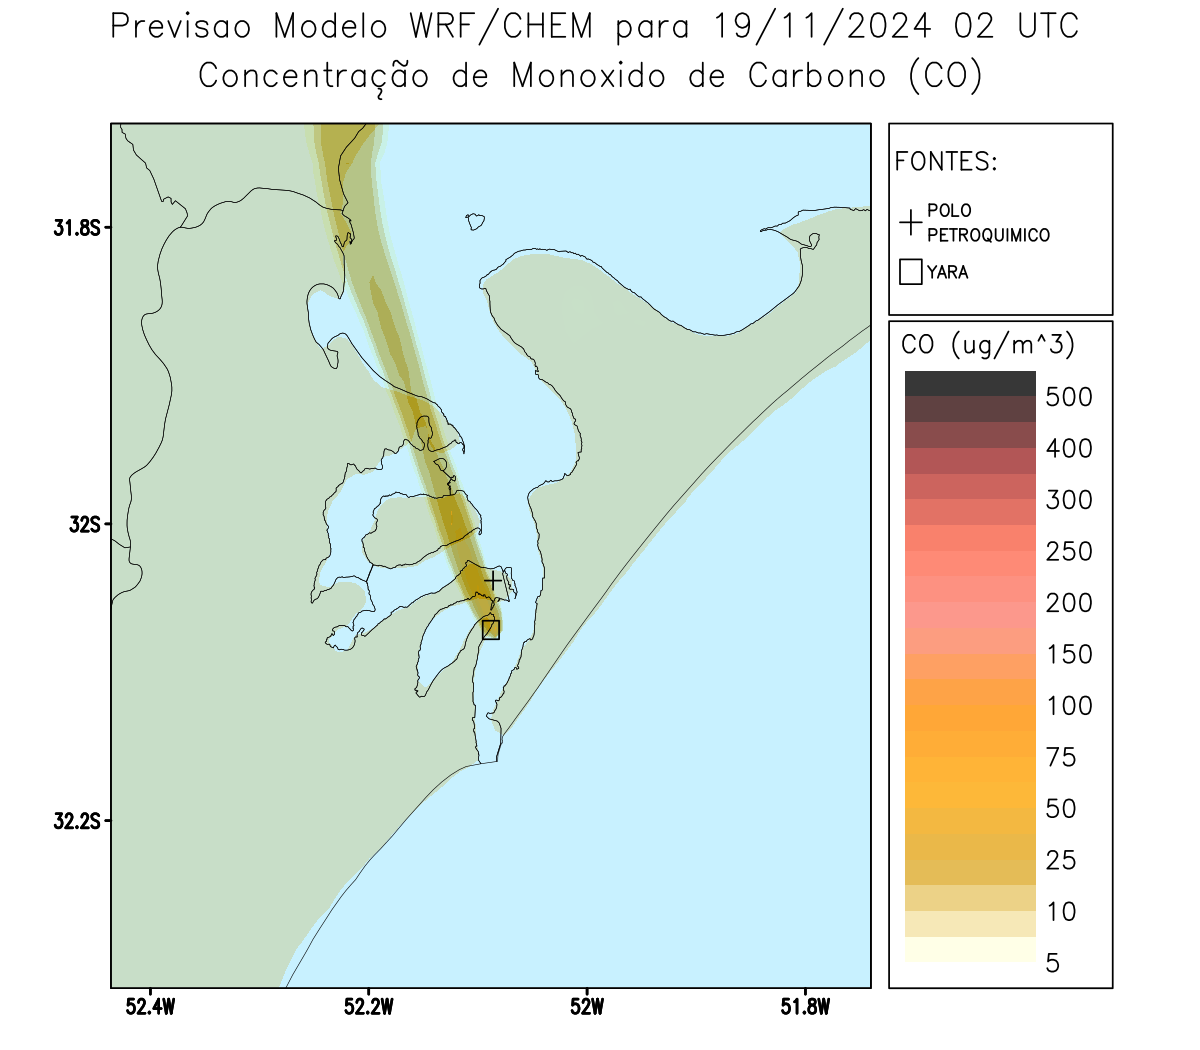 Previsao Modelo WRF/CHEM para 19/11/2024 02 UTC
Concentração de Monoxido de Carbono (CO)
FONTES:
POLO
PETROQUIMICO
YARA
CO (ug/m^3)
500
400
300
250
200
150
100
75
50
25
10
5
31.8S
32S
32.2S
52.4W
52.2W
52W
51.8W